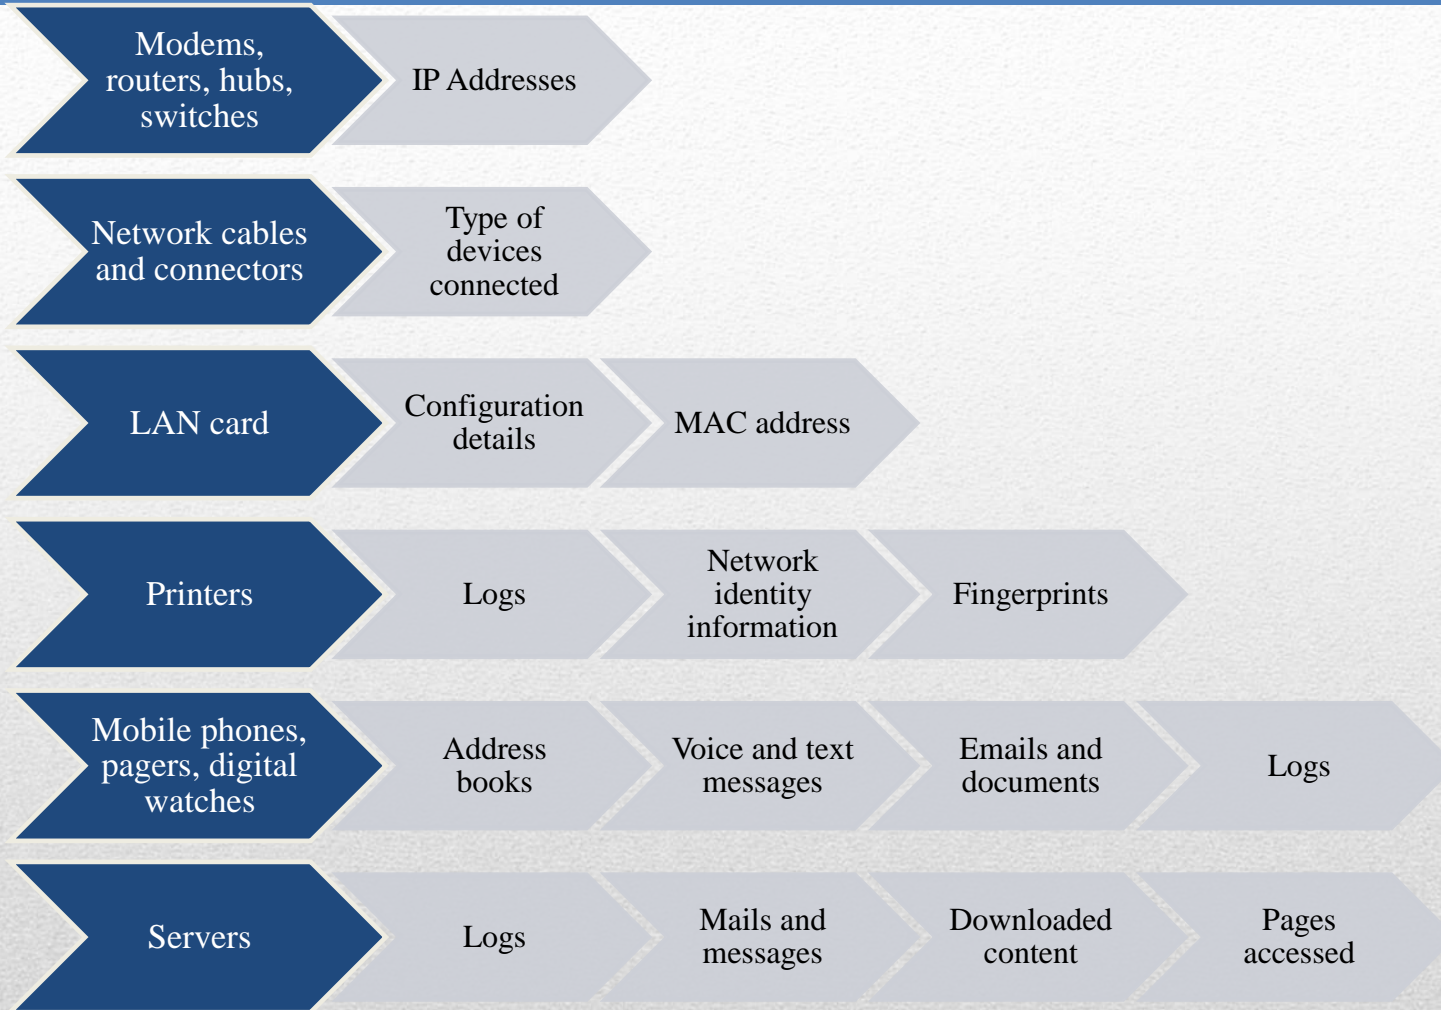 Modems,
routers, hubs,
switches
IP Addresses
Network cables
and connectors
Type of
devices
connected
LAN card
Configuration
details
MAC address
Printers
Logs
Network
identity
information
Fingerprints
Mobile phones,
pagers, digital
watches
Address
books
Voice and text
messages
Emails and
documents
Logs
Servers
Logs
Mails and
messages
Downloaded
content
Pages
accessed